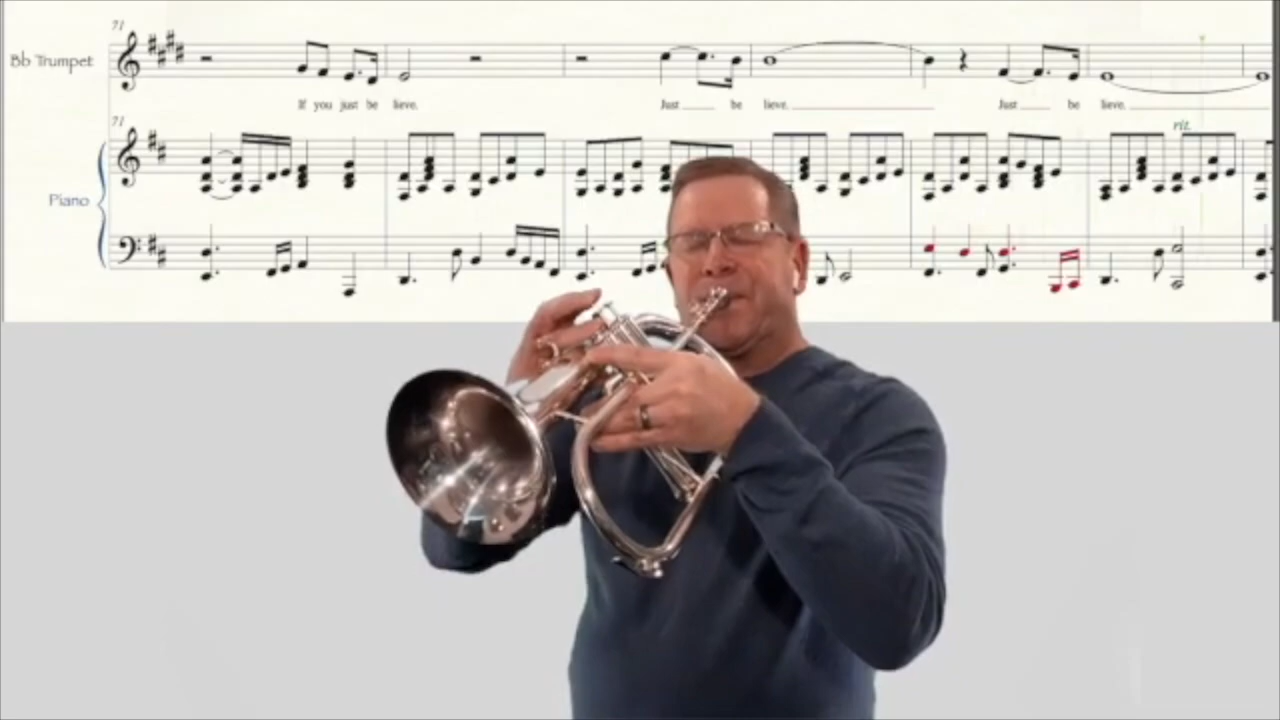 71
Bb Trumpet
If you just be lieve. Just be lieve. Just be lieve.
71
rit.
Piano